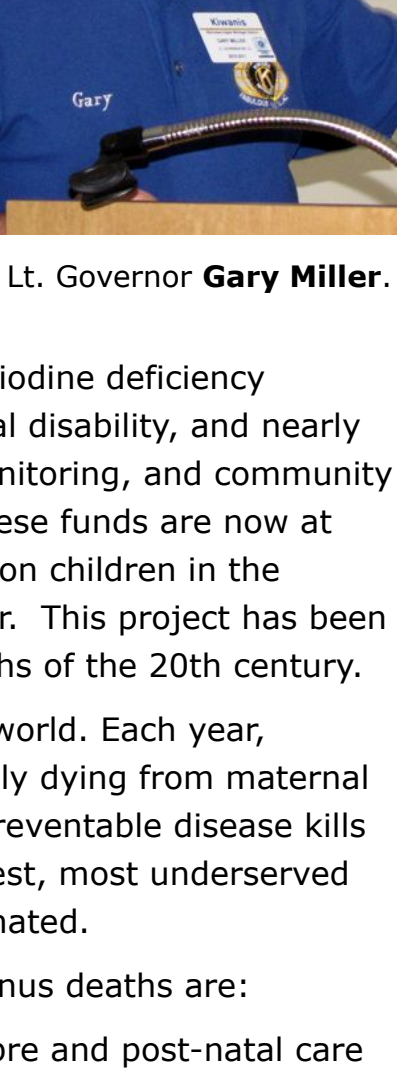 Kiwanis
GARY MILLER
Gary
Lt. Governor Gary Miller.
iodine deficiency
al disability, and nearly
nitoring, and community
ese funds are now at
on children in the
r.  This project has been
hs of the 20th century.
world. Each year,
ly dying from maternal
reventable disease kills
est, most underserved
nated.
nus deaths are:
ore and post-natal care